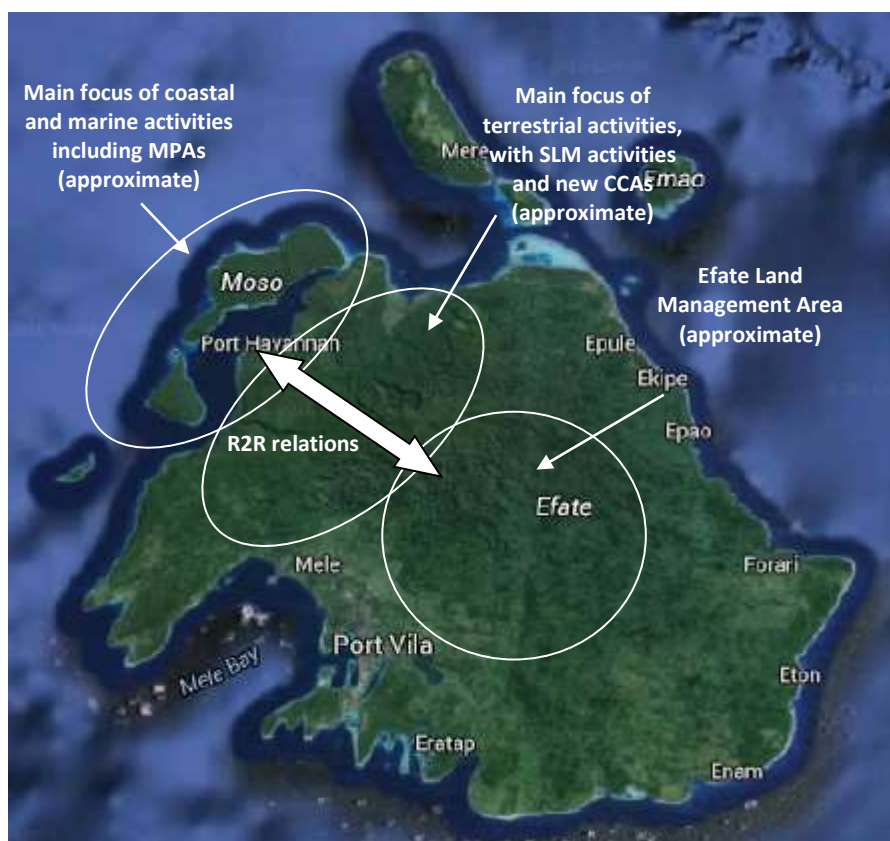 Main focus of coastal
and marine activities
including MPAs
(approximate)
Main focus of
terrestrial activities,
with SLM activities
and new CCAs
(approximate)
Mere
Emao
Moso
Efate Land
Management Area
(approximate)
Port Havannan
Epule
Ekipe
Epao
R2R relations
Efate
Mele
Forari
Port Vila
Mele Bay
Eton
Eratap
Enam